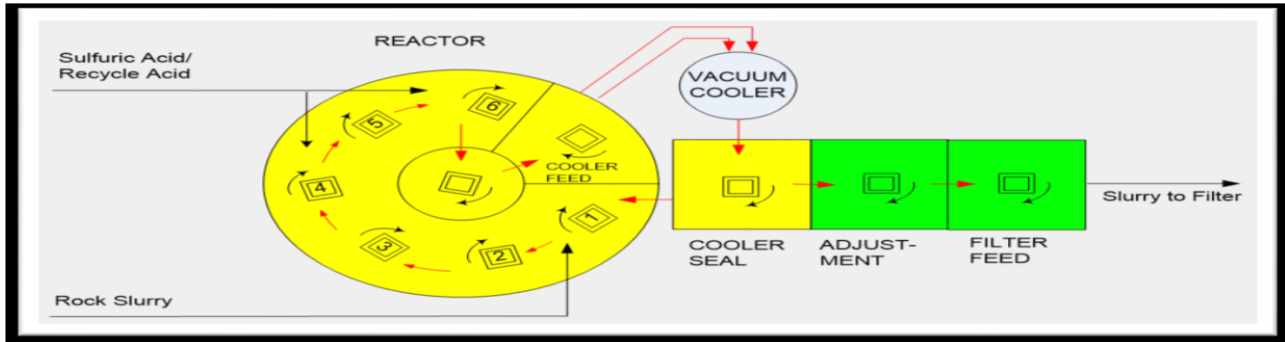 REACTOR
Sulfuric Acid/
Recycle Acid
VACUUM
COOLER
6
5
COOLER
FEED
4
1
Slurry to Filter
3
2
COOLER
SEAL
ADJUST-
MENT
FILTER
FEED
Rock Slurry